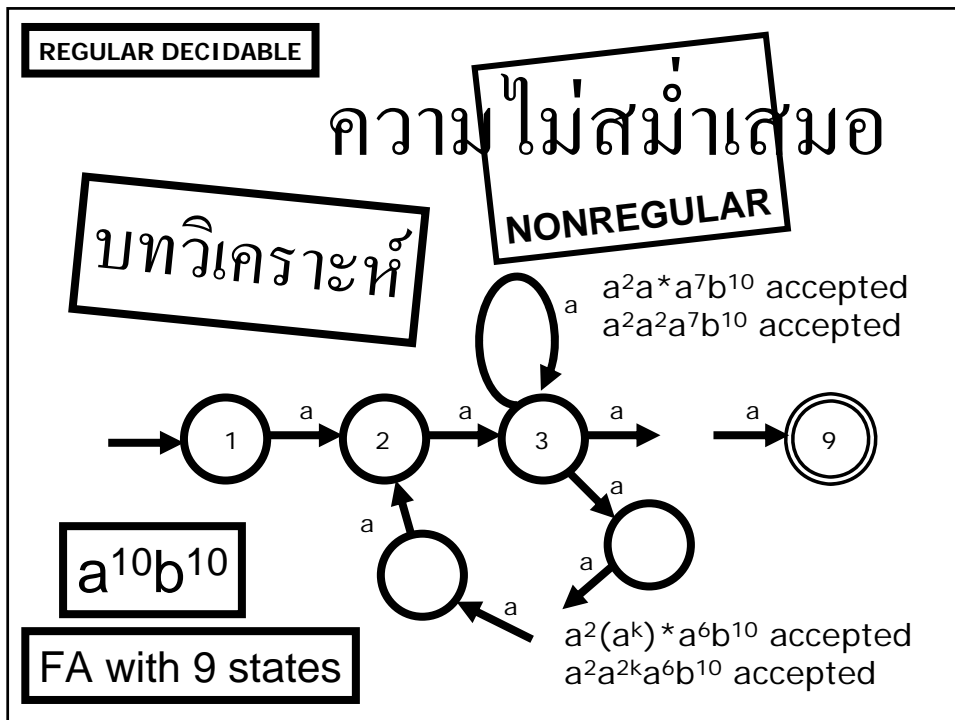 REGULAR DECIDABLE
ความไม่สม่ำเสมอ
NONREGULAR
บทวิเคราะห์
a a²a*a⁷b¹⁰ accepted
a²a²a⁷b¹⁰ accepted
a a a a
1 2 3 9
a a
a
a
a¹⁰b¹⁰
a²(aᵏ)*a⁶b¹⁰ accepted
a²a²ᵏa⁶b¹⁰ accepted
FA with 9 states